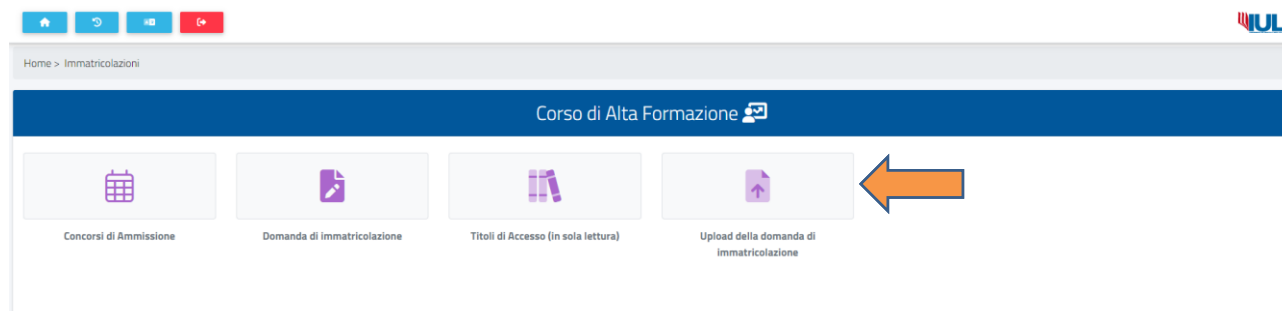 IUL
Home > Immatricolazioni
Corso di Alta Formazione
Concorsi di Ammissione
Domanda di immatricolazione
Titoli di Accesso (in sola lettura)
Upload della domanda di
immatricolazione